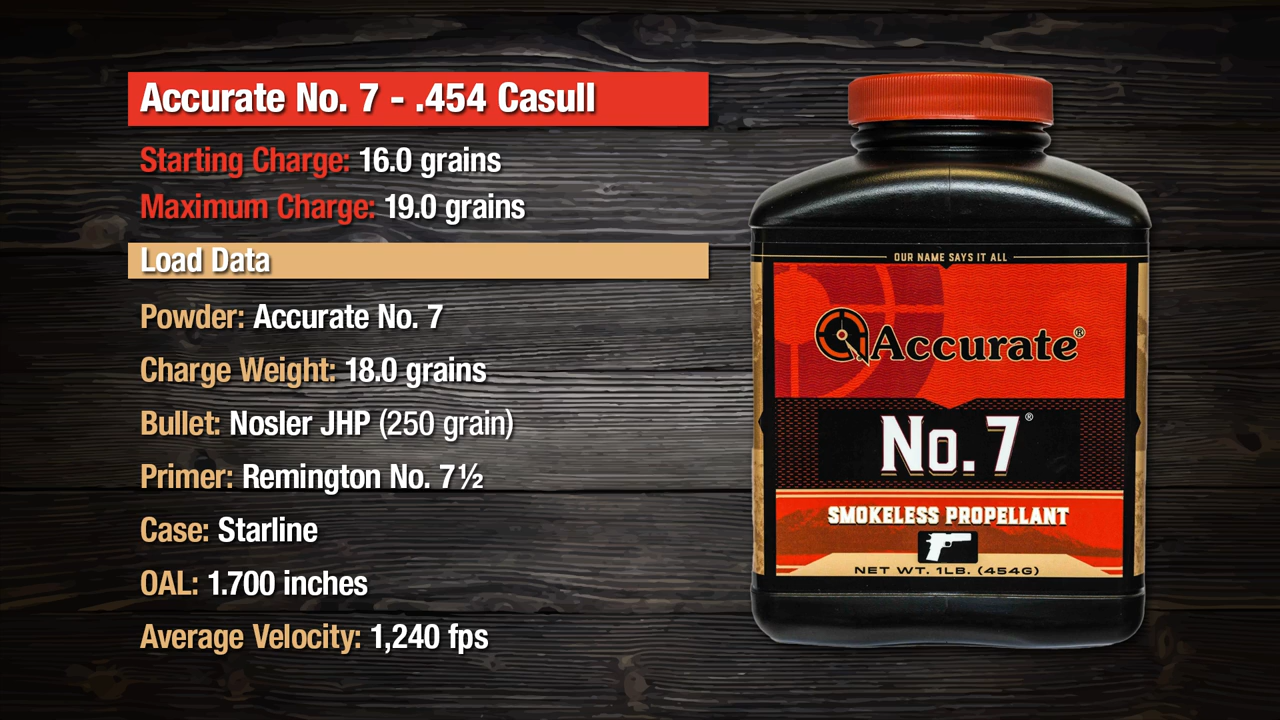 Accurate No. 7 - .454 Casull
Starting Charge: 16.0 grains
Maximum Charge: 19.0 grains
Load Data
Powder: Accurate No. 7
Charge Weight: 18.0 grains
Bullet: Nosler JHP (250 grain)
Primer: Remington No. 7½
Case: Starline
OAL: 1.700 inches
Average Velocity: 1,240 fps
OUR NAME SAYS IT ALL
Accurate®
No. 7®
SMOKELESS PROPELLANT
NET WT. 1LB. (454G)